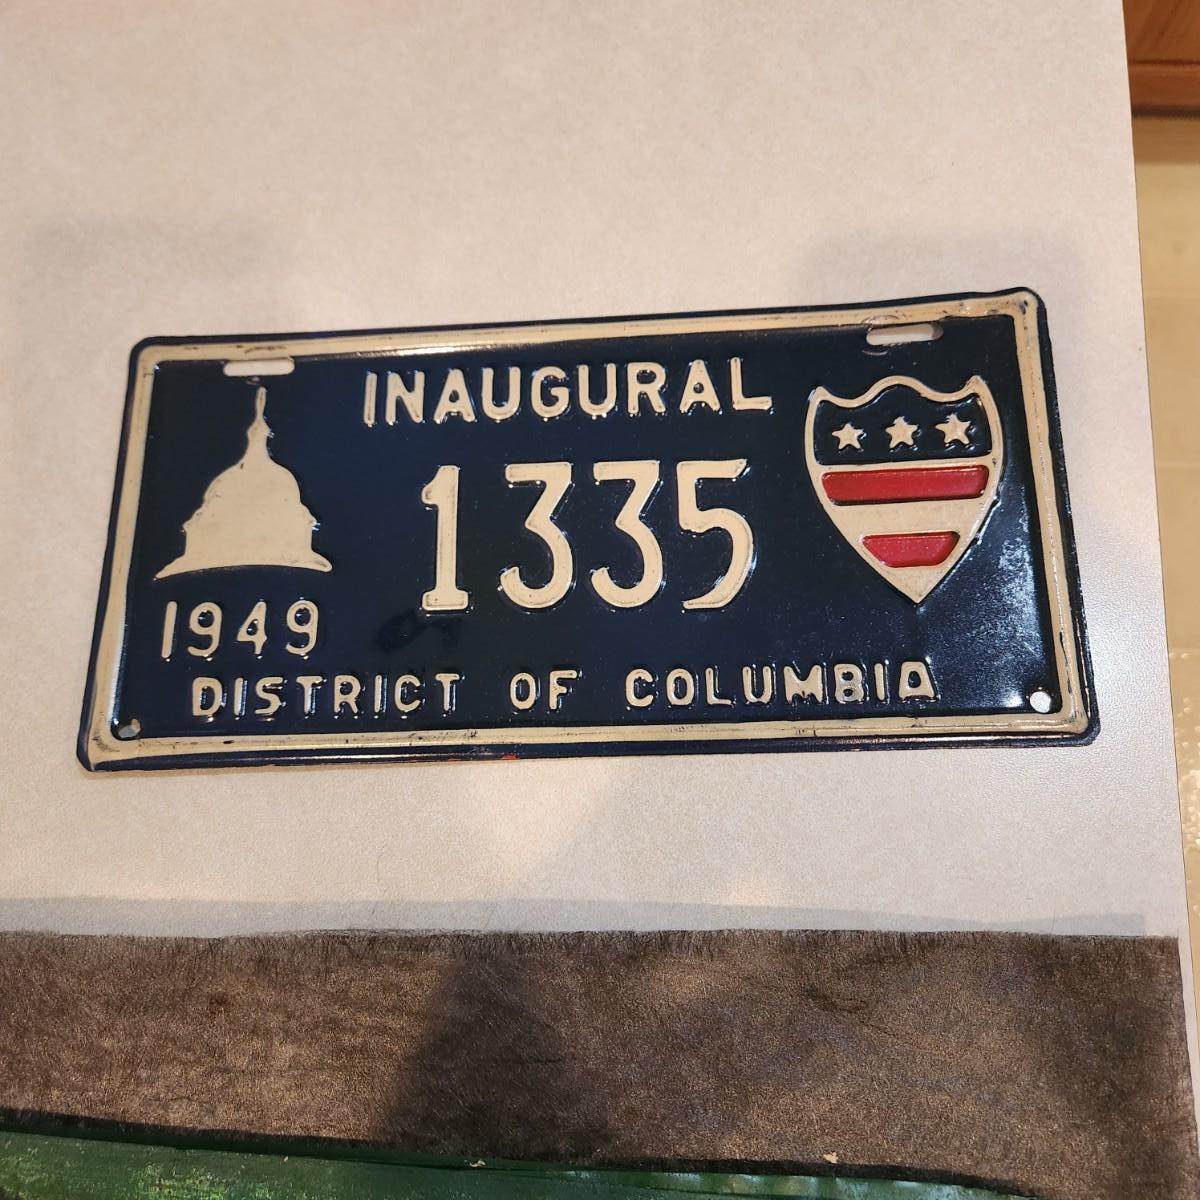 INAUGURAL
1335
1949
DISTRICT OF COLUMBIA